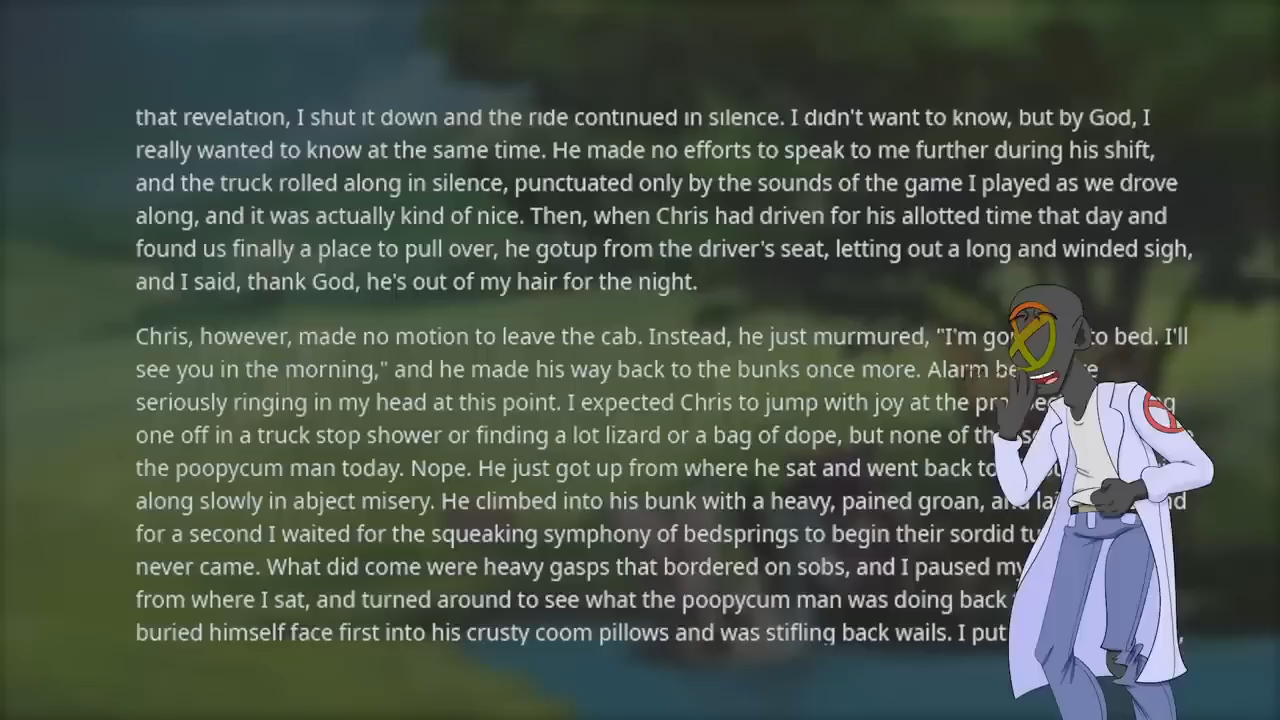 that revelation, I shut it down and the ride continued in silence. I didn't want to know, but by God, I
really wanted to know at the same time. He made no efforts to speak to me further during his shift,
and the truck rolled along in silence, punctuated only by the sounds of the game I played as we drove
along, and it was actually kind of nice. Then, when Chris had driven for his allotted time that day and
found us finally a place to pull over, he gotup from the driver's seat, letting out a long and winded sigh,
and I said, thank God, he's out of my hair for the night.
Chris, however, made no motion to leave the cab. Instead, he just murmured, "I'm to bed. I'll
see you in the morning," and he made his way back to the bunks once more. Alarm
seriously ringing in my head at this point. I expected Chris to jump with joy at the
one off in a truck stop shower or finding a lot lizard or a bag of dope, but none of
the poopycum man today. Nope. He just got up from where he sat and went back to
along slowly in abject misery. He climbed into his bunk with a heavy, pained groan, and
for a second I waited for the squeaking symphony of bedsprings to begin their sordid
never came. What did come were heavy gasps that bordered on sobs, and I paused my
from where I sat, and turned around to see what the poopycum man was doing back
buried himself face first into his crusty coom pillows and was stifling back wails. I put